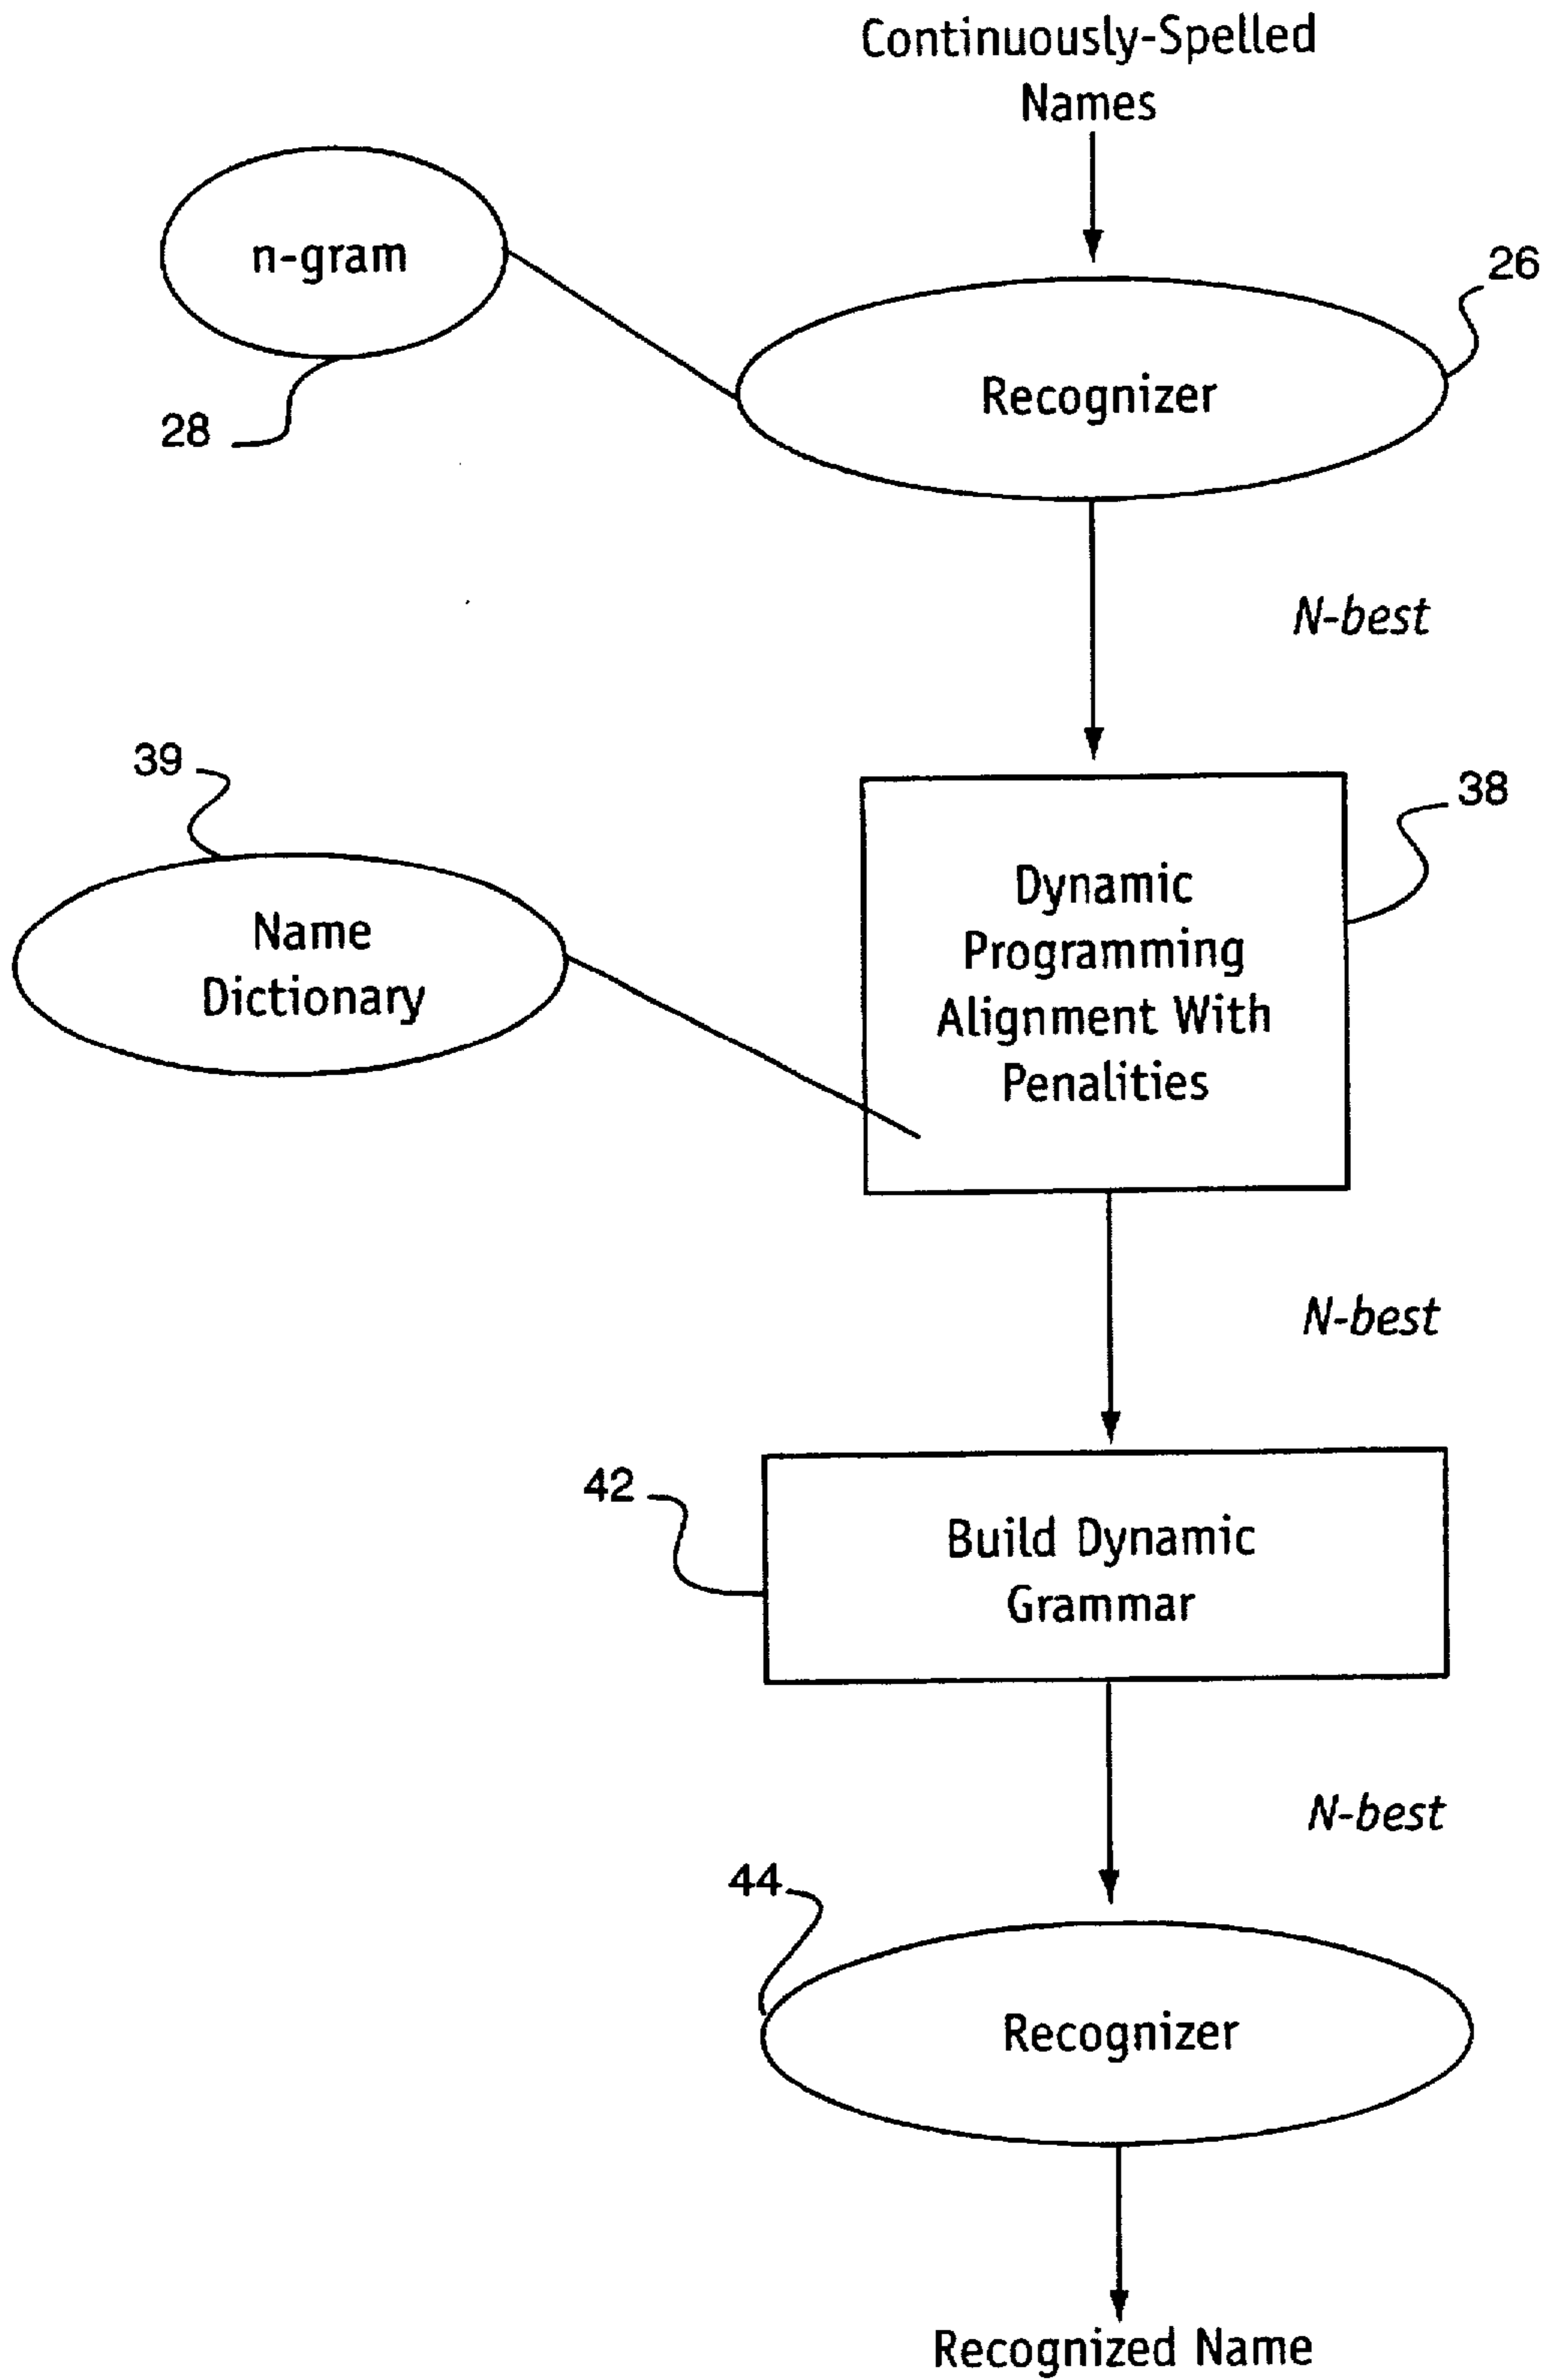 Continuously-Spelled
Names
n-gram
26
Recognizer
28
N-best
39
38
Name
Dictionary
Dynamic
Programming
Alignment With
Penalities
N-best
42
Build Dynamic
Grammar
N-best
44
Recognizer
Recognized Name